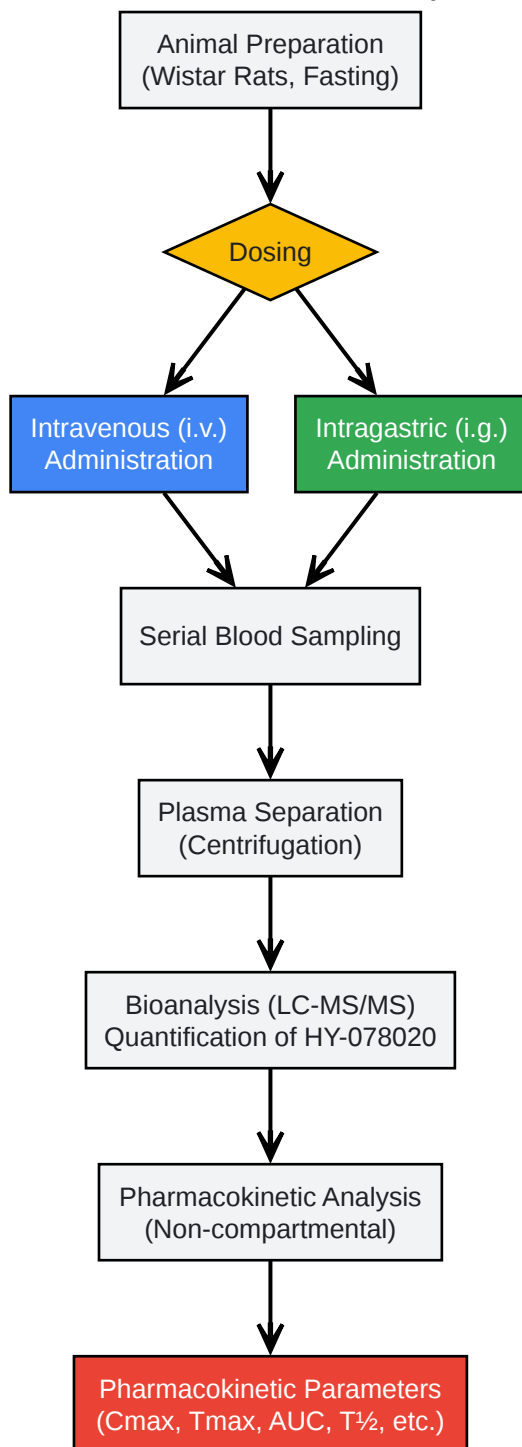 Animal Preparation
(Wistar Rats, Fasting)
Dosing
Intravenous (i.v.)
Administration
Intragastric (i.g.)
Administration
Serial Blood Sampling
Plasma Separation
(Centrifugation)
Bioanalysis (LC-MS/MS)
Quantification of HY-078020
Pharmacokinetic Analysis
(Non-compartmental)
Pharmacokinetic Parameters
(Cmax, Tmax, AUC, T½, etc.)